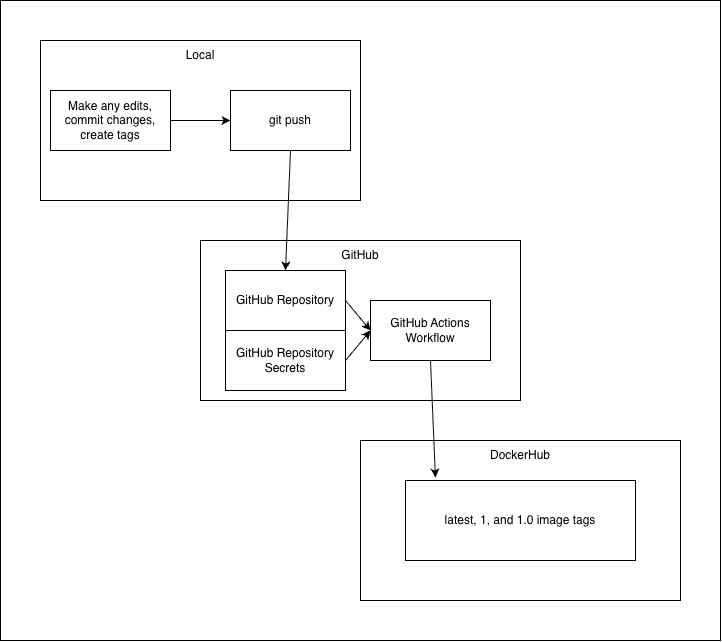 Local
Make any edits,
commit changes,
create tags
git push
GitHub
GitHub Repository
GitHub Actions
Workflow
GitHub Repository
Secrets
DockerHub
latest, 1, and 1.0 image tags